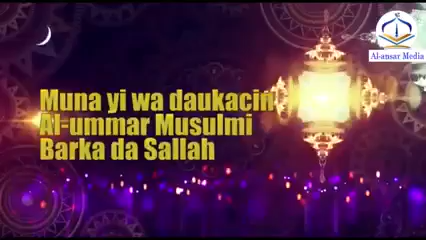 Al-ansar Media
Muna yi wa daukacin
Al-ummar Musulmi
Barka da Sallah